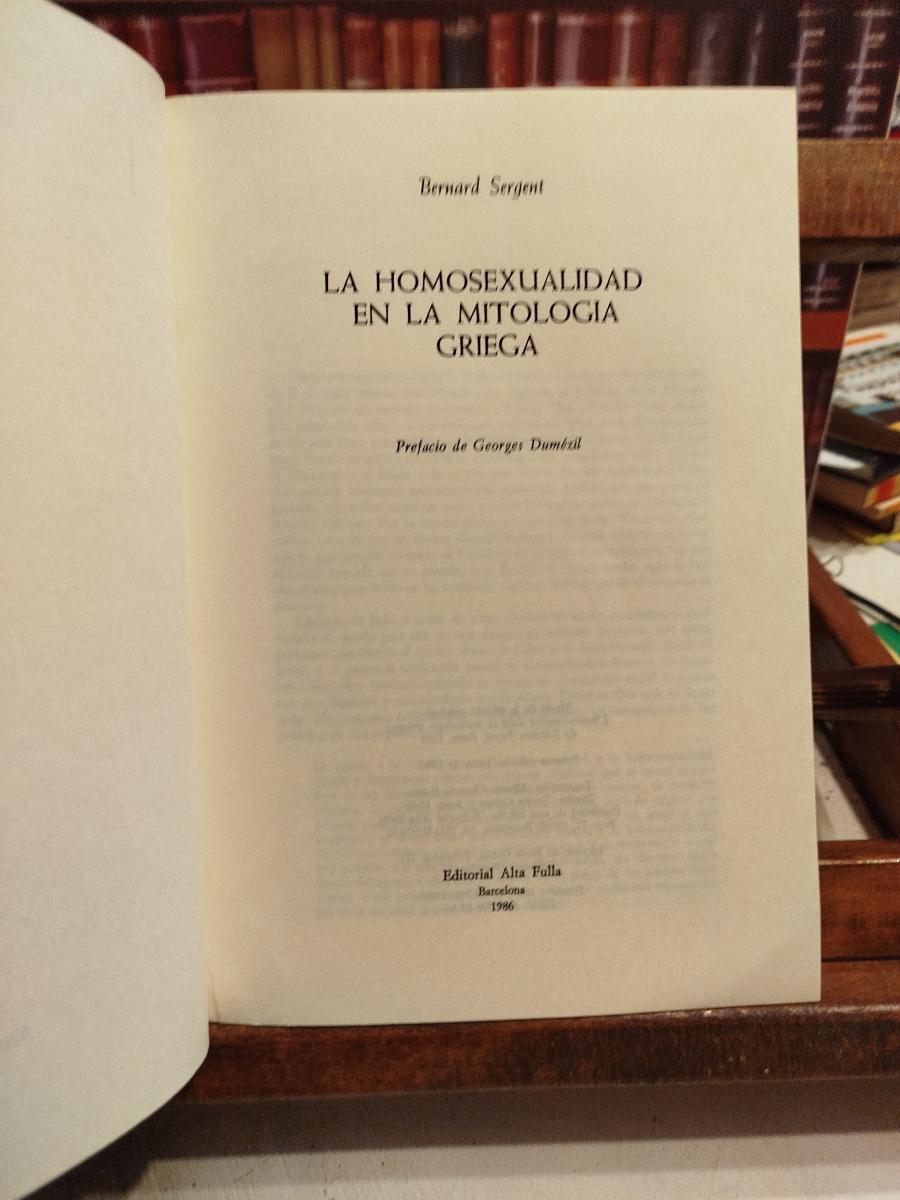 Bernard Sergent
LA HOMOSEXUALIDAD
EN LA MITOLOGIA
GRIEGA
Prefacio de Georges Dumézil
Editorial Alta Fulla
Barcelona
1986